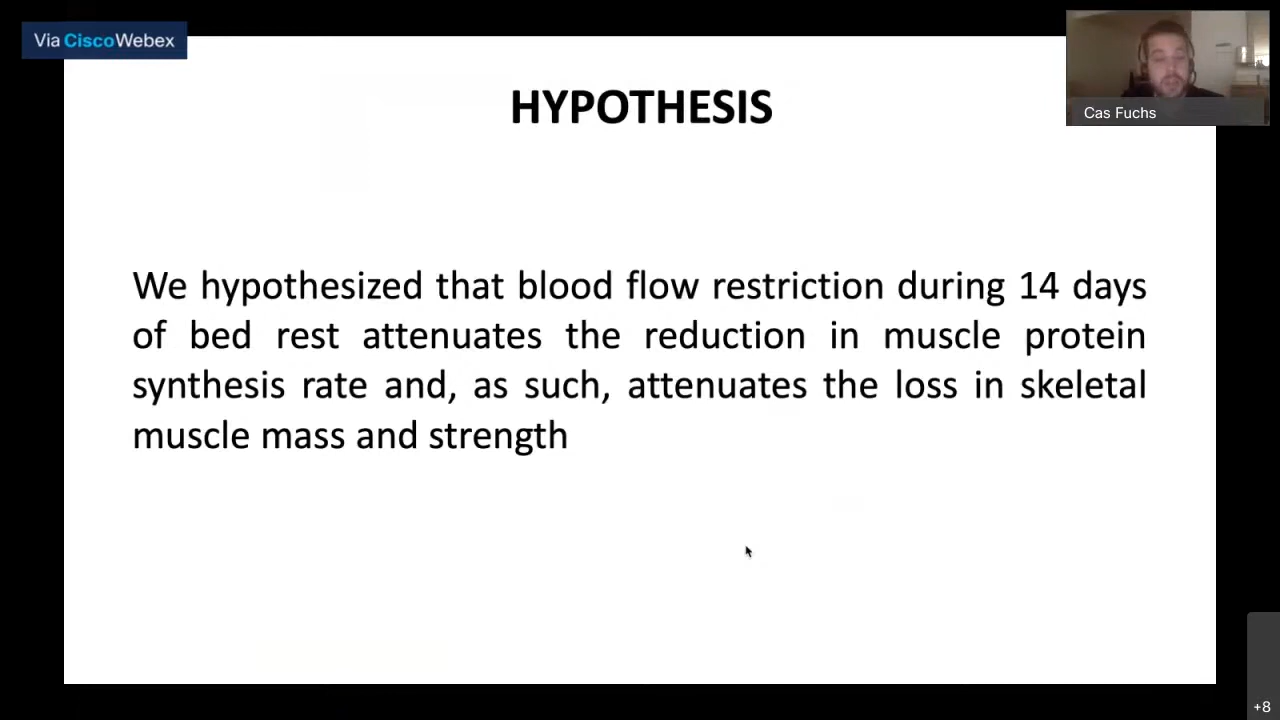 Via CiscoWebex
HYPOTHESIS
Cas Fuchs
We hypothesized that blood flow restriction during 14 days
of bed rest attenuates the reduction in muscle protein
synthesis rate and, as such, attenuates the loss in skeletal
muscle mass and strength
+8